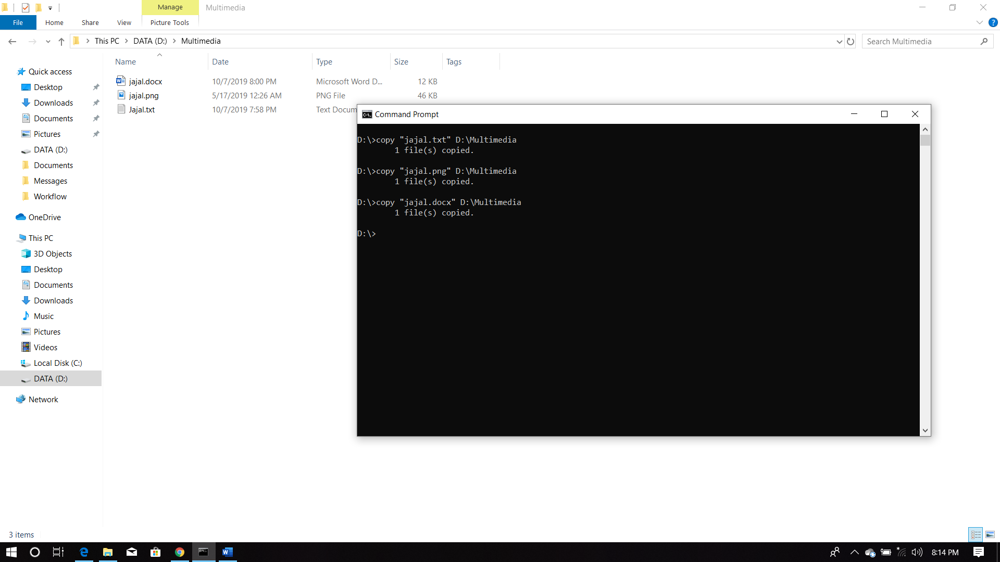 Manage
Multimedia
File
Home
Share
View
Picture Tools
This PC
DATA (D:)
Multimedia
Search Multimedia
Name
Date
Type
Size
Tags
jajal.docx
10/7/2019 8:00 PM
Microsoft Word D...
12 KB
jajal.png
5/17/2019 12:26 AM
PNG File
46 KB
Jajal.txt
10/7/2019 7:58 PM
Text Docum
Quick access
Desktop
Downloads
Documents
Pictures
DATA (D:)
Documents
Messages
Workflow
OneDrive
This PC
3D Objects
Desktop
Documents
Downloads
Music
Pictures
Videos
Local Disk (C:)
DATA (D:)
Network
Command Prompt
D:\>copy "jajal.txt" D:\Multimedia
1 file(s) copied.
D:\>copy "jajal.png" D:\Multimedia
1 file(s) copied.
D:\>copy "jajal.docx" D:\Multimedia
1 file(s) copied.
D:\>
3 items
8:14 PM